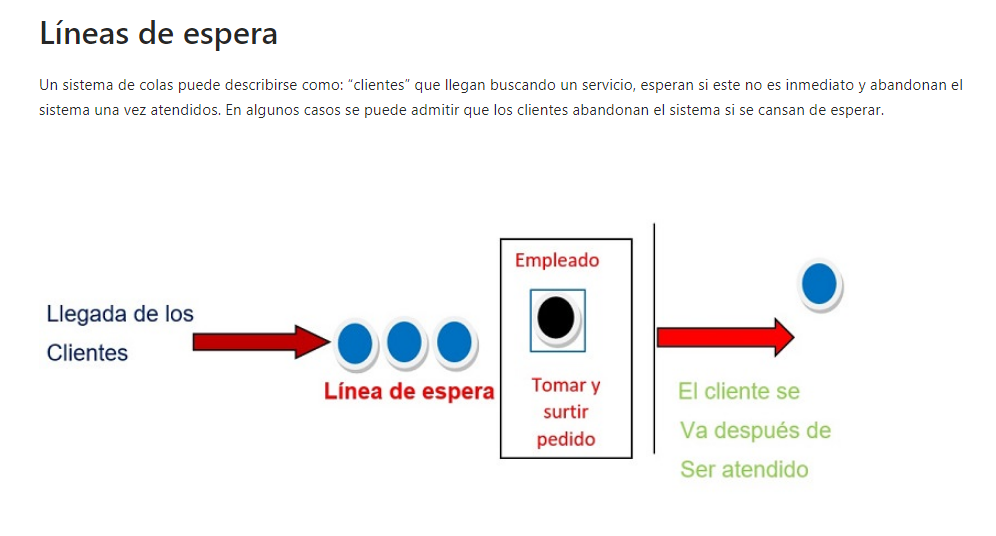 Líneas de espera
Un sistema de colas puede describirse como: “clientes” que llegan buscando un servicio, esperan si este no es inmediato y abandonan el
sistema una vez atendidos. En algunos casos se puede admitir que los clientes abandonan el sistema si se cansan de esperar.
Llegada de los
Clientes
Línea de espera
Empleado
Tomar y
surtir
pedido
El cliente se
Va después de
Ser atendido